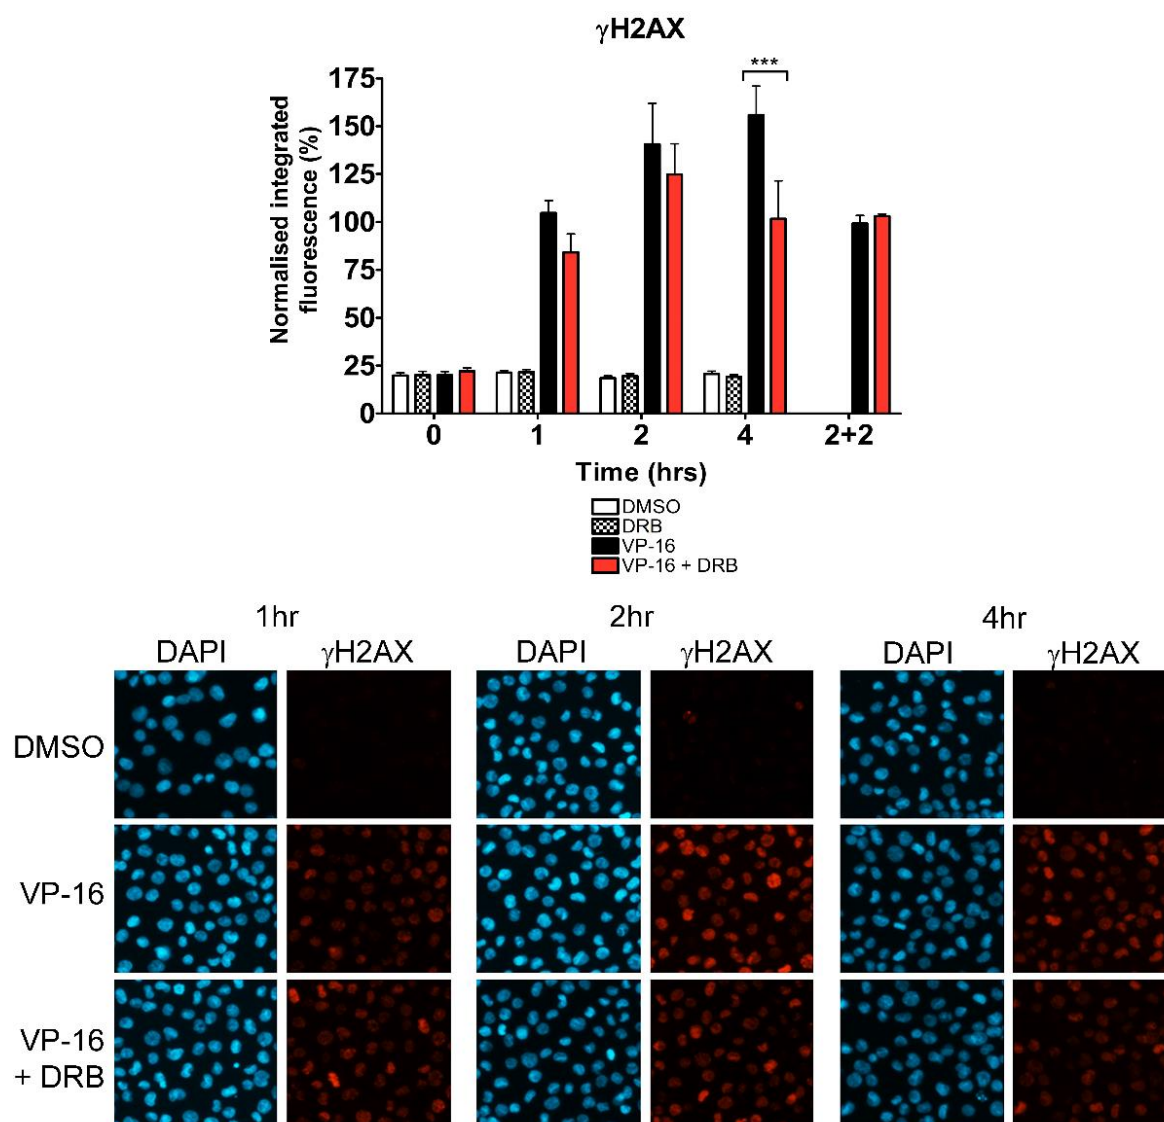 γH2AX
***
Normalised integrated
fluorescence (%)
175
150
125
100
75
50
25
0
0 1 2 4 2+2
Time (hrs)
DMSO
DRB
VP-16
VP-16 + DRB
1hr 2hr 4hr
DAPI γH2AX DAPI γH2AX DAPI γH2AX
DMSO
VP-16
VP-16
+ DRB